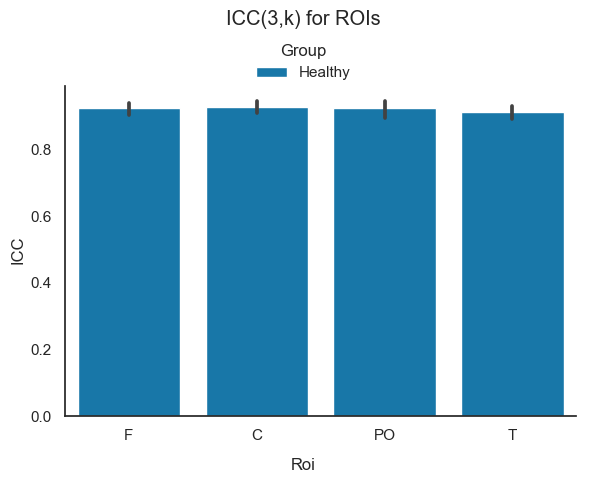 ICC(3,k) for ROIs
Group
Healthy
ICC
0.8
0.6
0.4
0.2
0.0
F C PO T
Roi